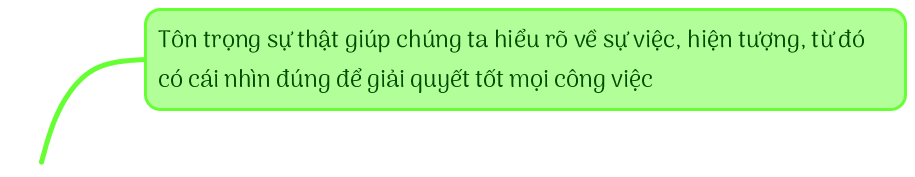 Tôn trọng sự thật giúp chúng ta hiểu rõ về sự việc, hiện tượng, từ đó
có cái nhìn đúng để giải quyết tốt mọi công việc